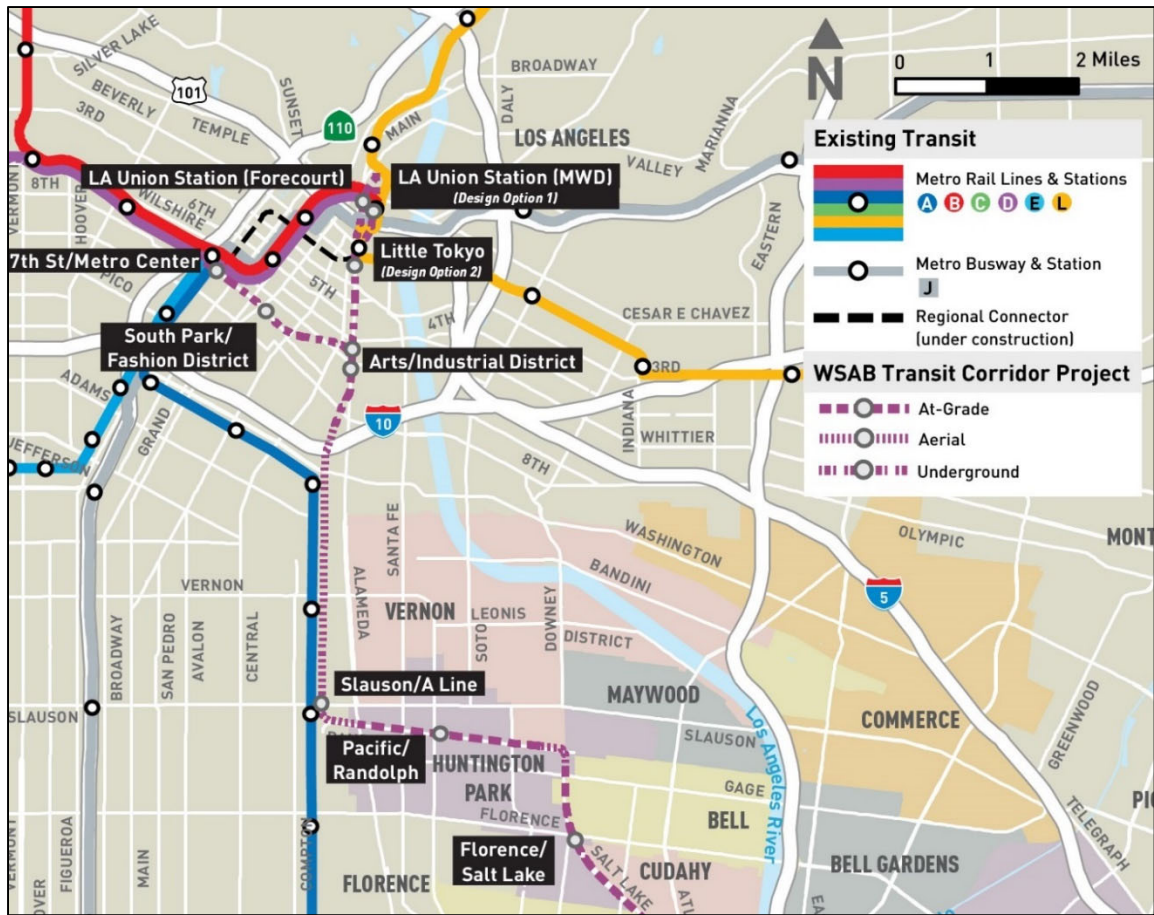 SILVER LAKE
BEVERLY
3RD
101
TEMPLE
SUNSET
110
MAIN
BROADWAY
DALY
LOS ANGELES
VALLEY
MARIANNA
N
0 1 2 Miles
Existing Transit
Metro Rail Lines & Stations
A B C D E L
Metro Busway & Station
J
Regional Connector
(under construction)
WSAB Transit Corridor Project
At-Grade
Aerial
Underground
VERMONT
8TH
HOOVER
WILSHIRE
6TH
LA Union Station (Forecourt)
LA Union Station (MWD)
(Design Option 1)
EASTERN
7th St/Metro Center
Little Tokyo
(Design Option 2)
PICO
5TH
4TH
CESAR E CHAVEZ
South Park/
Fashion District
Arts/Industrial District
3RD
ADAMS
GRAND
10
INDIANA
WHITTIER
JEFFERSON
8TH
SANTA FE
WASHINGTON
OLYMPIC
MONT
BANDINI
5
VERNON
ALAMEDA
VERNON
LEONIS
SOTO
DOWNEY
DISTRICT
BROADWAY
SAN PEDRO
AVALON
CENTRAL
Slauson/A Line
MAYWOOD
COMMERCE
GREENWOOD
SLAUSON
Pacific/
Randolph
HUNTINGTON
PARK
SLAUSON
Los Angeles River
GAGE
BELL
TELEGRAPH
PI
FLORENCE
VERMONT
OVER
FIGUEROA
MAIN
COMPTON
Florence/
Salt Lake
SALT LAKE
CUDAHY
BELL GARDENS
FLORENCE
ATL
EA